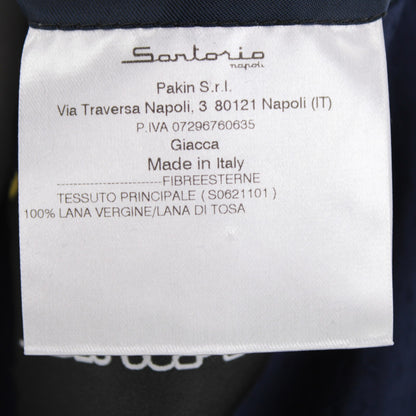 Sartorio
napoli
Pakin S.r.l.
Via Traversa Napoli, 3 80121 Napoli (IT)
P.IVA 07296760635
Giacca
Made in Italy
--------------------------FIBREESTERNE
TESSUTO PRINCIPALE ( S0621101 )
100% LANA VERGINE/LANA DI TOSA